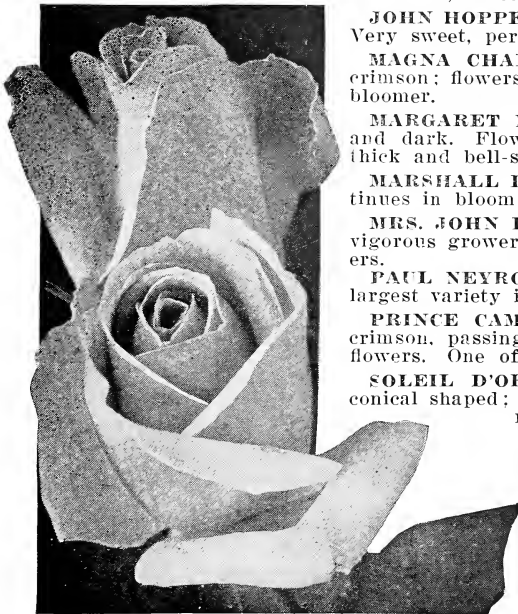 JOHN HOPPE
Very sweet, per
MAGNA CHA
crimson; flowers
bloomer.
MARGARET
and dark. Flow
thick and bell-s
MARSHALL
tinues in bloom
MRS. JOHN
vigorous grower
ers.
PAUL NEYRO
largest variety i
PRINCE CAM
crimson, passing
flowers. One of
SOLEIL D'O
conical shaped;